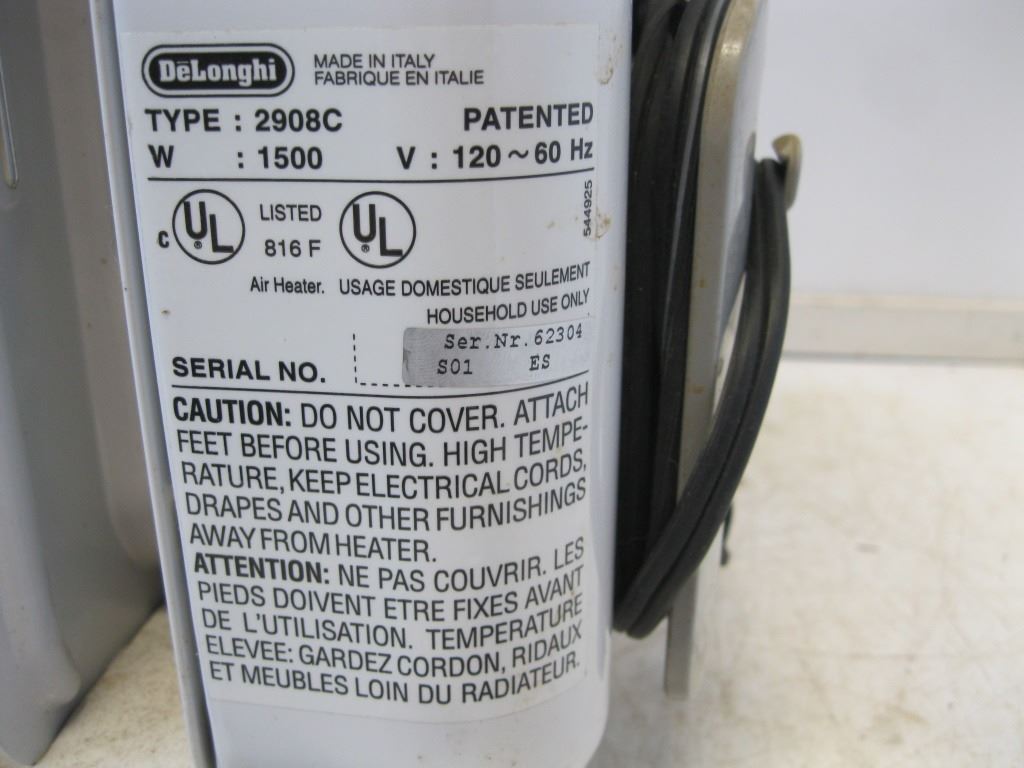 DeLonghi
MADE IN ITALY
FABRIQUE EN ITALIE
TYPE : 2908C PATENTED
W : 1500 V : 120 ~ 60 Hz
544925
c UL ® LISTED UL ®
816 F
Air Heater. USAGE DOMESTIQUE SEULEMENT
HOUSEHOLD USE ONLY
Ser.Nr.62304
S01 ES
SERIAL NO.
CAUTION: DO NOT COVER. ATTACH
FEET BEFORE USING. HIGH TEMPE-
RATURE, KEEP ELECTRICAL CORDS,
DRAPES AND OTHER FURNISHINGS
AWAY FROM HEATER.
ATTENTION: NE PAS COUVRIR. LES
PIEDS DOIVENT ETRE FIXES AVANT
DE L'UTILISATION. TEMPERATURE
ELEVEE: GARDEZ CORDON, RIDAUX
ET MEUBLES LOIN DU RADIATEUR.